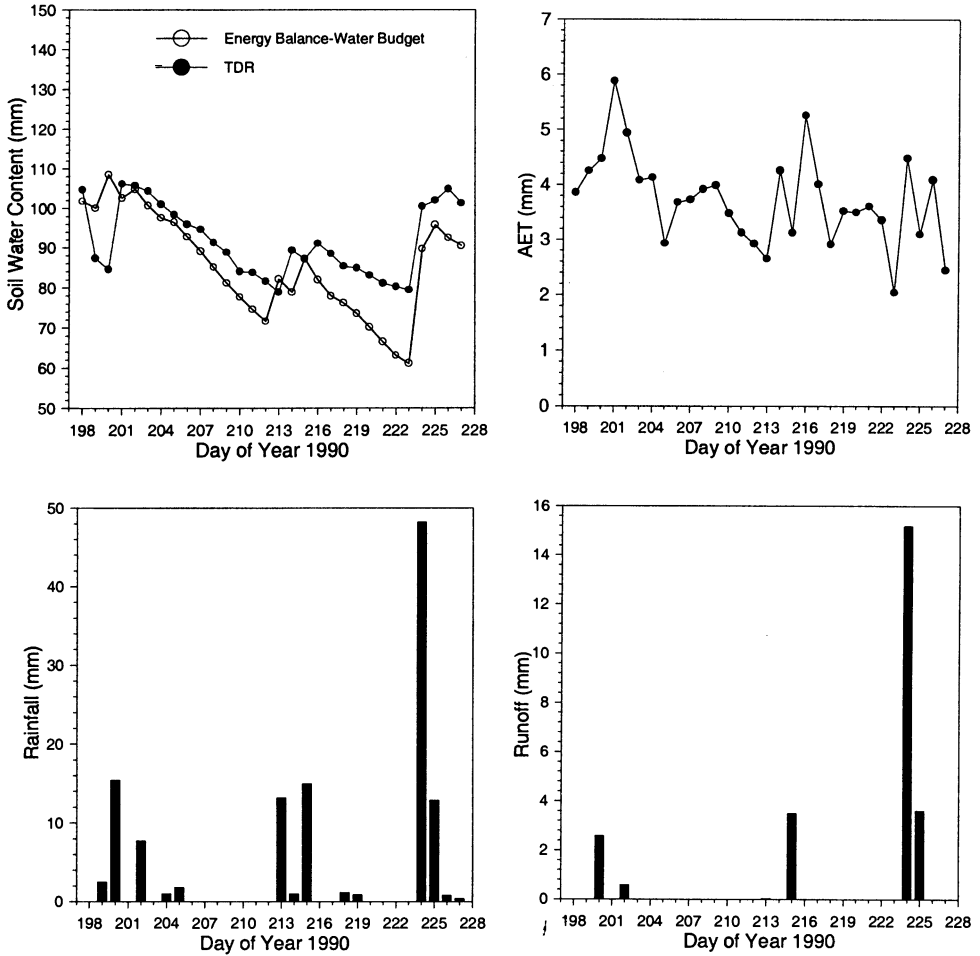 150
140
130
120
110
100
90
80
70
60
50
Soil Water Content (mm)
Energy Balance-Water Budget
TDR
198 201 204 207 210 213 216 219 222 225 228
Day of Year 1990
7
6
5
4
3
2
1
0
AET (mm)
198 201 204 207 210 213 216 219 222 225 228
Day of Year 1990
50
40
30
20
10
0
Rainfall (mm)
198 201 204 207 210 213 216 219 222 225 228
Day of Year 1990
16
14
12
10
8
6
4
2
0
Runoff (mm)
198 201 204 207 210 213 216 219 222 225 228
Day of Year 1990